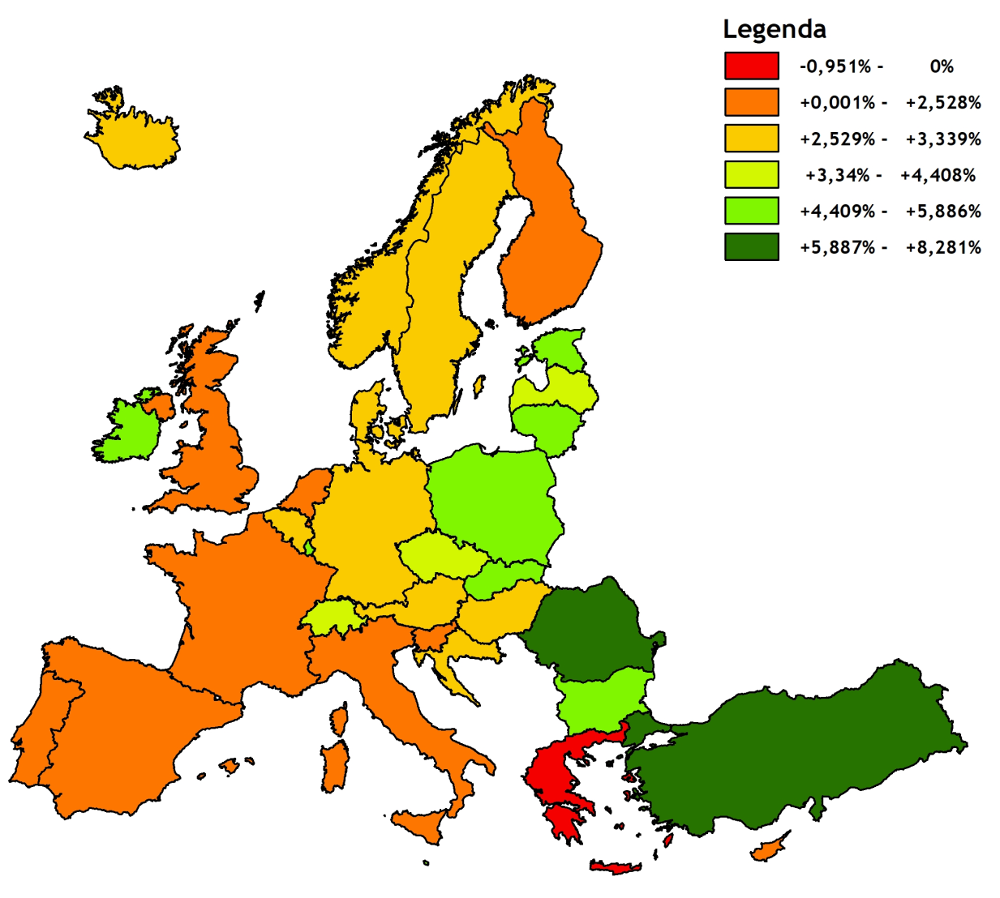 Legenda
-0,951% - 0%
+0,001% - +2,528%
+2,529% - +3,339%
+3,34% - +4,408%
+4,409% - +5,886%
+5,887% - +8,281%